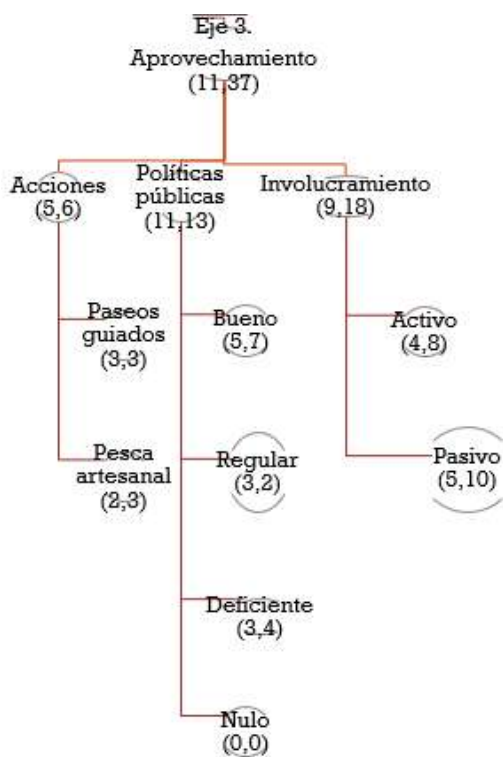 Eje 3.
Aprovechamiento
(11,37)
Acciones
(5,6)
Políticas
públicas
(11,13)
Involucramiento
(9,18)
Paseos
guiados
(3,3)
Pesca
artesanal
(2,3)
Bueno
(5,7)
Regular
(3,2)
Deficiente
(3,4)
Nulo
(0,0)
Activo
(4,8)
Pasivo
(5,10)